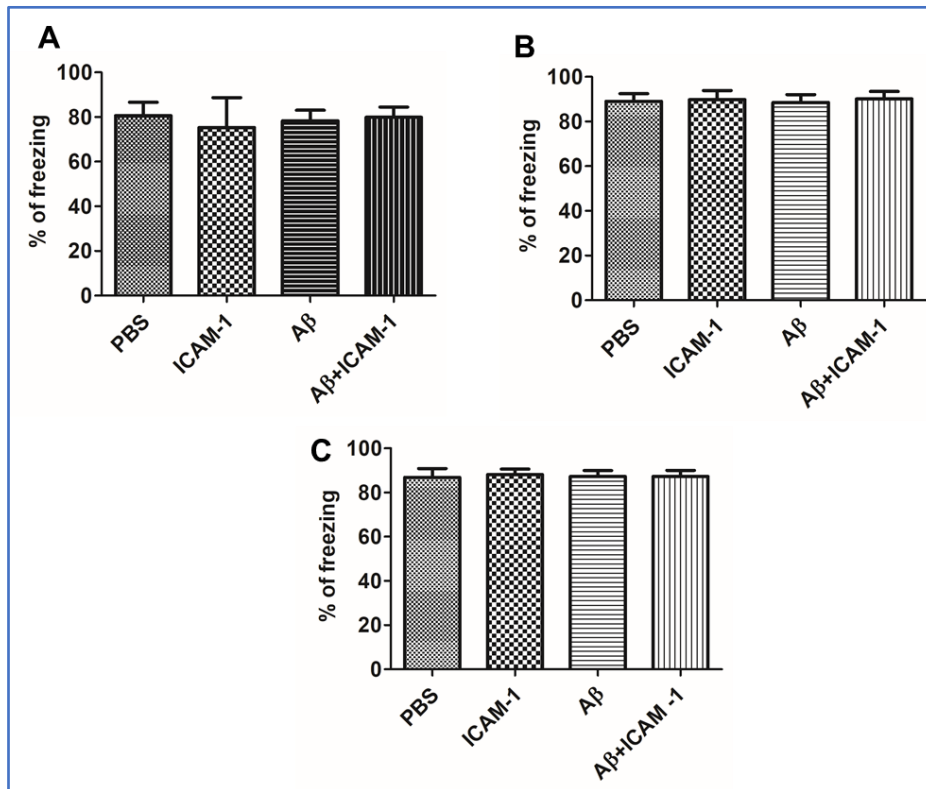 A
% of freezing
100
80
60
40
20
0
PBS
ICAM-1
Aβ
Aβ+ICAM-1
B
% of freezing
100
80
60
40
20
0
PBS
ICAM-1
Aβ
Aβ+ICAM-1
C
% of freezing
100
80
60
40
20
0
PBS
ICAM-1
Aβ
Aβ+ICAM -1